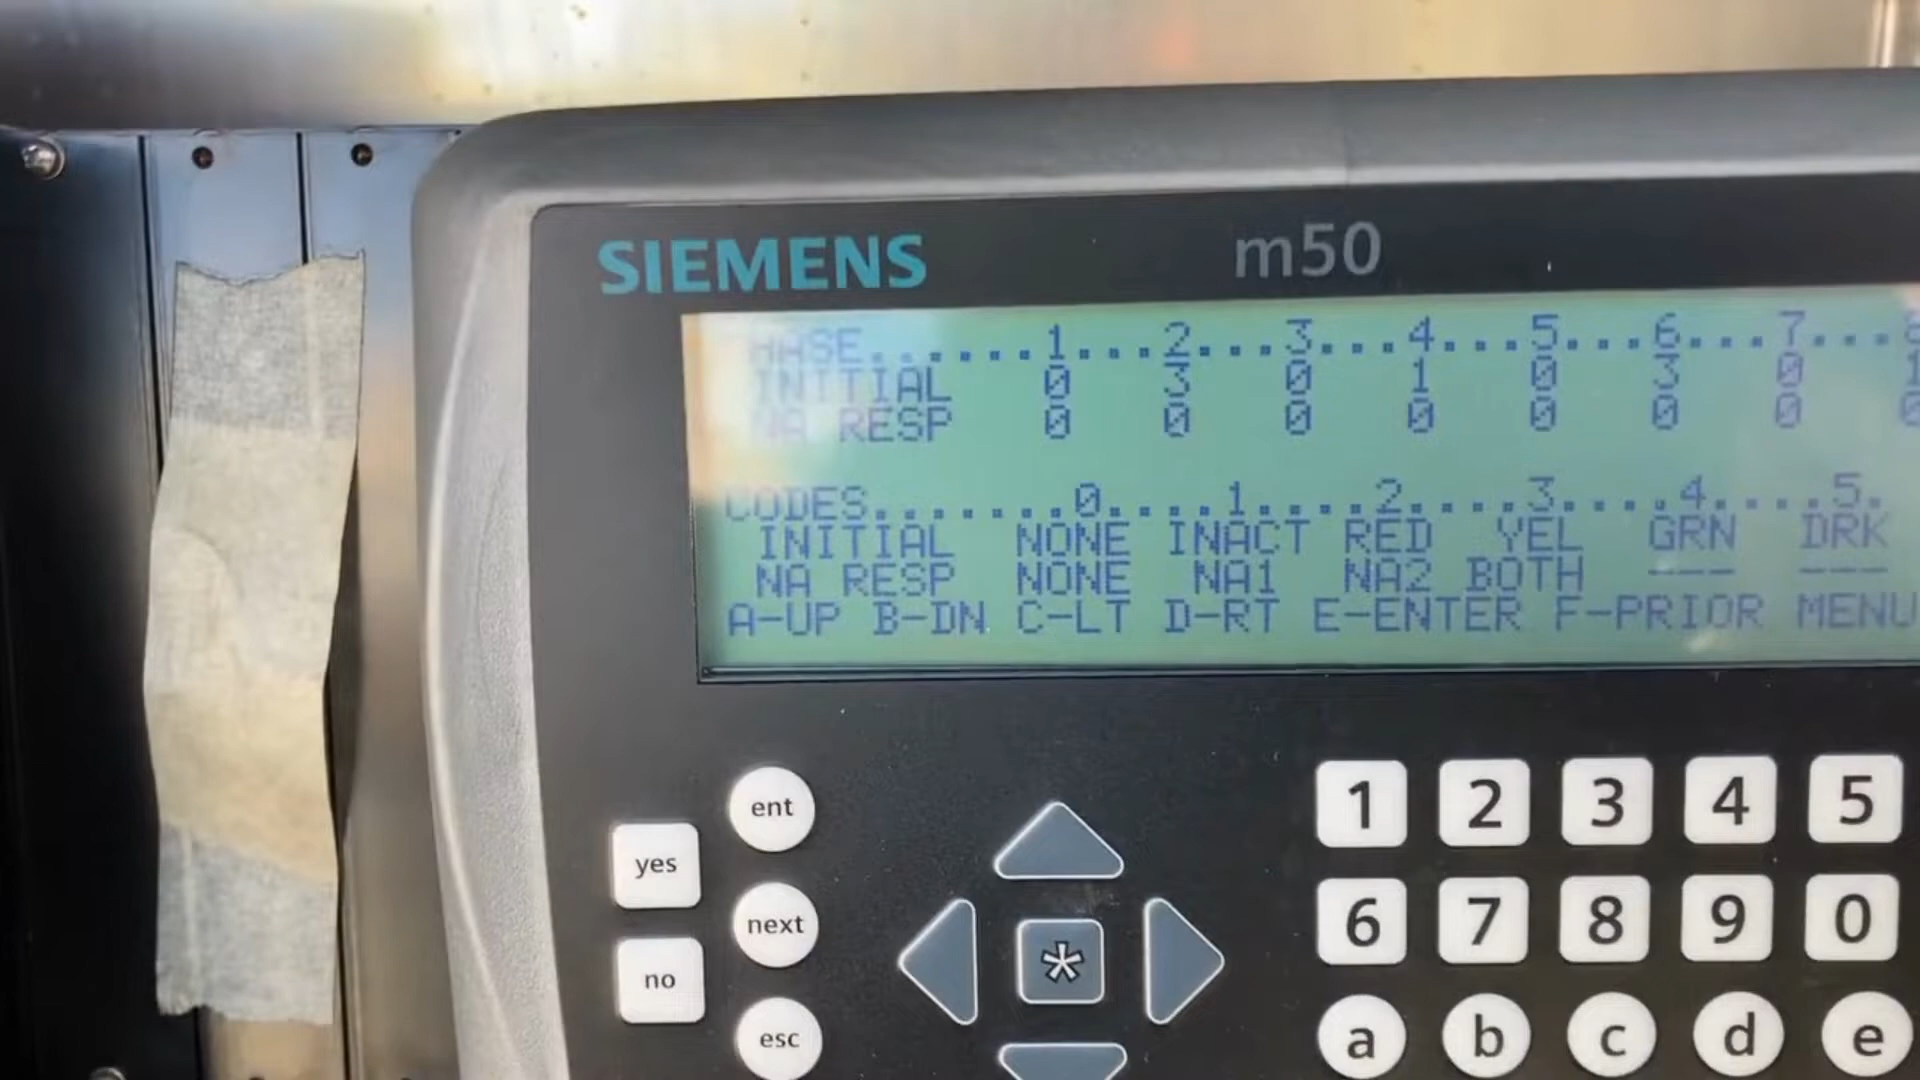 SIEMENS m50
HASE......1...2...3...4...5...6...7...8
INITIAL 0 3 0 1 0 3 0 1
NA RESP 0 0 0 0 0 0 0 0
CODES.......0....1....2....3....4....5.
INITIAL NONE INACT RED YEL GRN DRK
NA RESP NONE NA1 NA2 BOTH --- ---
A-UP B-DN C-LT D-RT E-ENTER F-PRIOR MENU
1 2 3 4 5
ent
yes
6 7 8 9 0
next
*
no
a b c d e
esc